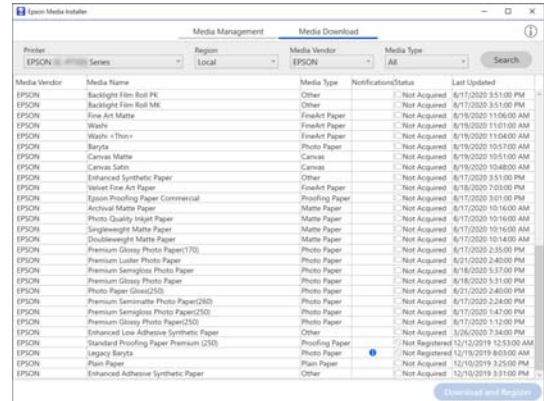 Epson Media Installer
Media Management Media Download
Printer Region Media Vendor Media Type
EPSON Series Local EPSON All Search
Media Vendor Media Name Media Type Notifications Status Last Updated
EPSON Backlight Film Roll PK Other Not Acquired 8/17/2020 3:51:00 PM
EPSON Backlight Film Roll MK Other Not Acquired 8/17/2020 3:51:00 PM
EPSON Fine Art Matte FineArt Paper Not Acquired 8/19/2020 11:06:00 AM
EPSON Washi FineArt Paper Not Acquired 8/19/2020 11:01:00 AM
EPSON Washi <Thin> FineArt Paper Not Acquired 8/19/2020 11:04:00 AM
EPSON Baryta Photo Paper Not Acquired 8/19/2020 10:57:00 AM
EPSON Canvas Matte Canvas Not Acquired 8/19/2020 10:51:00 AM
EPSON Canvas Satin Canvas Not Acquired 8/19/2020 10:48:00 AM
EPSON Enhanced Synthetic Paper Other Not Acquired 8/17/2020 3:51:00 PM
EPSON Velvet Fine Art Paper FineArt Paper Not Acquired 8/18/2020 7:03:00 PM
EPSON Epson Proofing Paper Commercial Proofing Paper Not Acquired 8/17/2020 3:01:00 PM
EPSON Archival Matte Paper Matte Paper Not Acquired 8/17/2020 10:16:00 AM
EPSON Photo Quality Inkjet Paper Matte Paper Not Acquired 8/17/2020 10:16:00 AM
EPSON Singleweight Matte Paper Matte Paper Not Acquired 8/17/2020 10:16:00 AM
EPSON Doubleweight Matte Paper Matte Paper Not Acquired 8/17/2020 10:14:00 AM
EPSON Premium Glossy Photo Paper(170) Photo Paper Not Acquired 8/17/2020 2:35:00 PM
EPSON Premium Luster Photo Paper Photo Paper Not Acquired 8/21/2020 2:40:00 PM
EPSON Premium Semigloss Photo Paper Photo Paper Not Acquired 8/18/2020 5:37:00 PM
EPSON Premium Glossy Photo Paper Photo Paper Not Acquired 8/18/2020 5:31:00 PM
EPSON Photo Paper Gloss(250) Photo Paper Not Acquired 8/21/2020 2:40:00 PM
EPSON Premium Semimatte Photo Paper(260) Photo Paper Not Acquired 8/17/2020 2:24:00 PM
EPSON Premium Semigloss Photo Paper(250) Photo Paper Not Acquired 8/17/2020 1:47:00 PM
EPSON Premium Glossy Photo Paper(250) Photo Paper Not Acquired 8/17/2020 1:12:00 PM
EPSON Enhanced Low Adhesive Synthetic Paper Other Not Acquired 3/26/2020 7:34:00 PM
EPSON Standard Proofing Paper Premium (250) Proofing Paper Not Registered 12/12/2019 12:53:00 AM
EPSON Legacy Baryta Photo Paper Not Registered 12/19/2019 8:03:00 AM
EPSON Plain Paper Plain Paper Not Acquired 12/10/2019 3:25:00 PM
EPSON Enhanced Adhesive Synthetic Paper Other Not Acquired 12/10/2019 3:31:00 PM
Download and Register